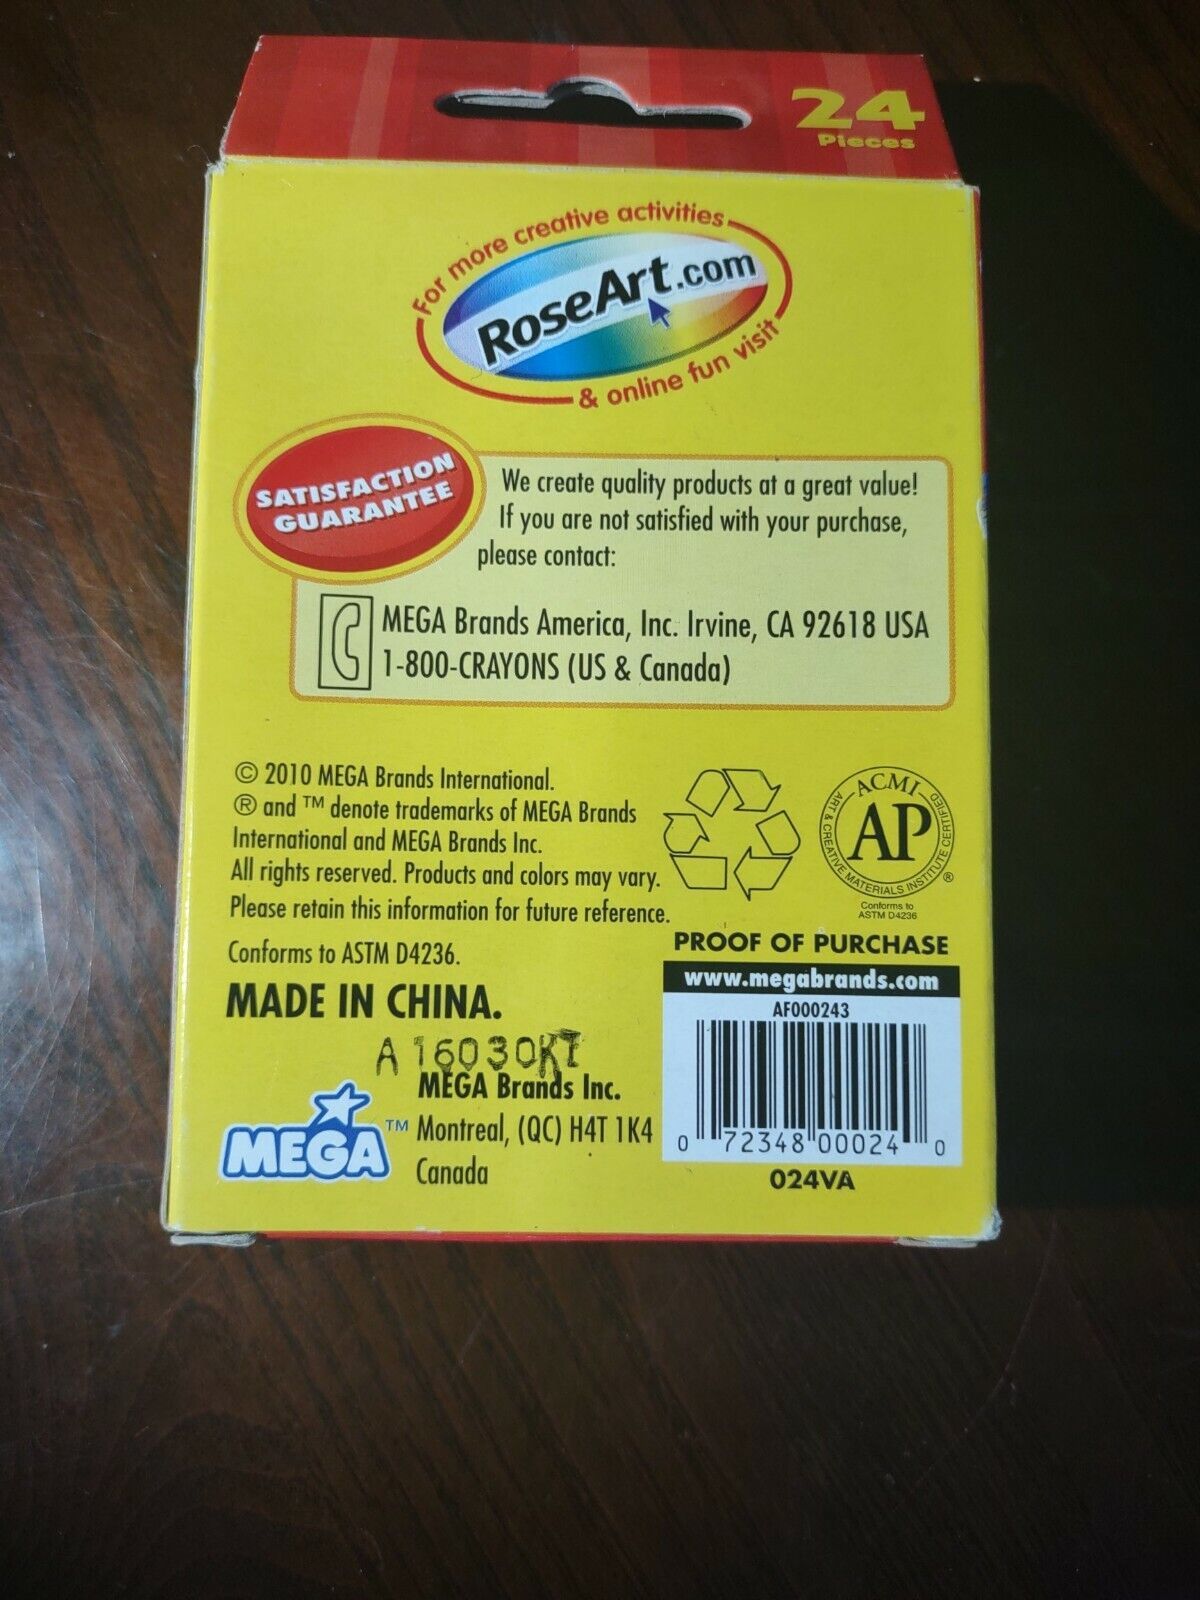 24
Pieces
For more creative activities
RoseArt.com
& online fun visit
SATISFACTION
GUARANTEE
We create quality products at a great value!
If you are not satisfied with your purchase,
please contact:
MEGA Brands America, Inc. Irvine, CA 92618 USA
1-800-CRAYONS (US & Canada)
© 2010 MEGA Brands International.
® and ™ denote trademarks of MEGA Brands
International and MEGA Brands Inc.
All rights reserved. Products and colors may vary.
Please retain this information for future reference.
Conforms to ASTM D4236.
MADE IN CHINA.
A 16030KT
MEGA ™
MEGA Brands Inc.
Montreal, (QC) H4T 1K4
Canada
ACMI
AP
ART & CREATIVE MATERIALS INSTITUTE CERTIFIED
®
Conforms to
ASTM D4236
PROOF OF PURCHASE
www.megabrands.com
AF000243
0 72348 00024 0
024VA